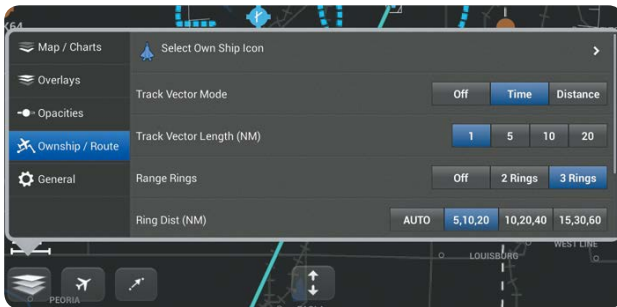 K64
Map / Charts
Select Own Ship Icon
Overlays
Track Vector Mode
Off
Time
Distance
Opacities
Track Vector Length (NM)
1
5
10
20
Ownship / Route
General
Range Rings
Off
2 Rings
3 Rings
Ring Dist (NM)
AUTO
5,10,20
10,20,40
15,30,60
LOUISBURG
WEST LINE
PEORIA